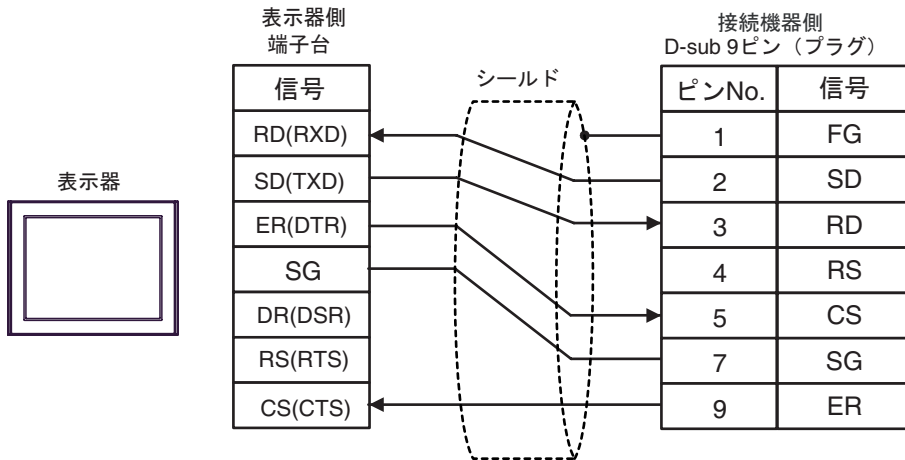 表示器側
端子台
接続機器側
D-sub 9ピン（プラグ）
シールド
信号
ピンNo.
信号
RD(RXD)
1
FG
SD(TXD)
2
SD
表示器
ER(DTR)
3
RD
SG
4
RS
DR(DSR)
5
CS
RS(RTS)
7
SG
CS(CTS)
9
ER